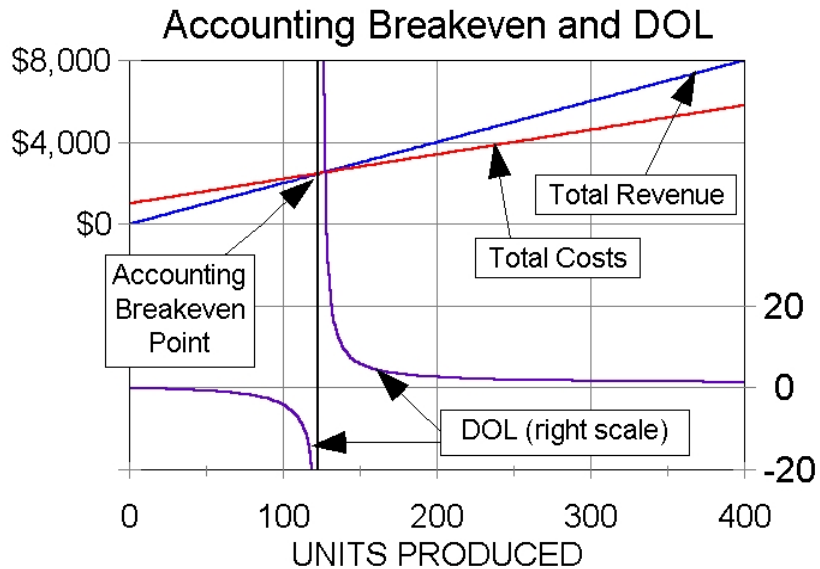 Accounting Breakeven and DOL
$8,000
$4,000
$0
Total Revenue
Total Costs
Accounting
Breakeven
Point
20
0
-20
DOL (right scale)
0 100 200 300 400
UNITS PRODUCED